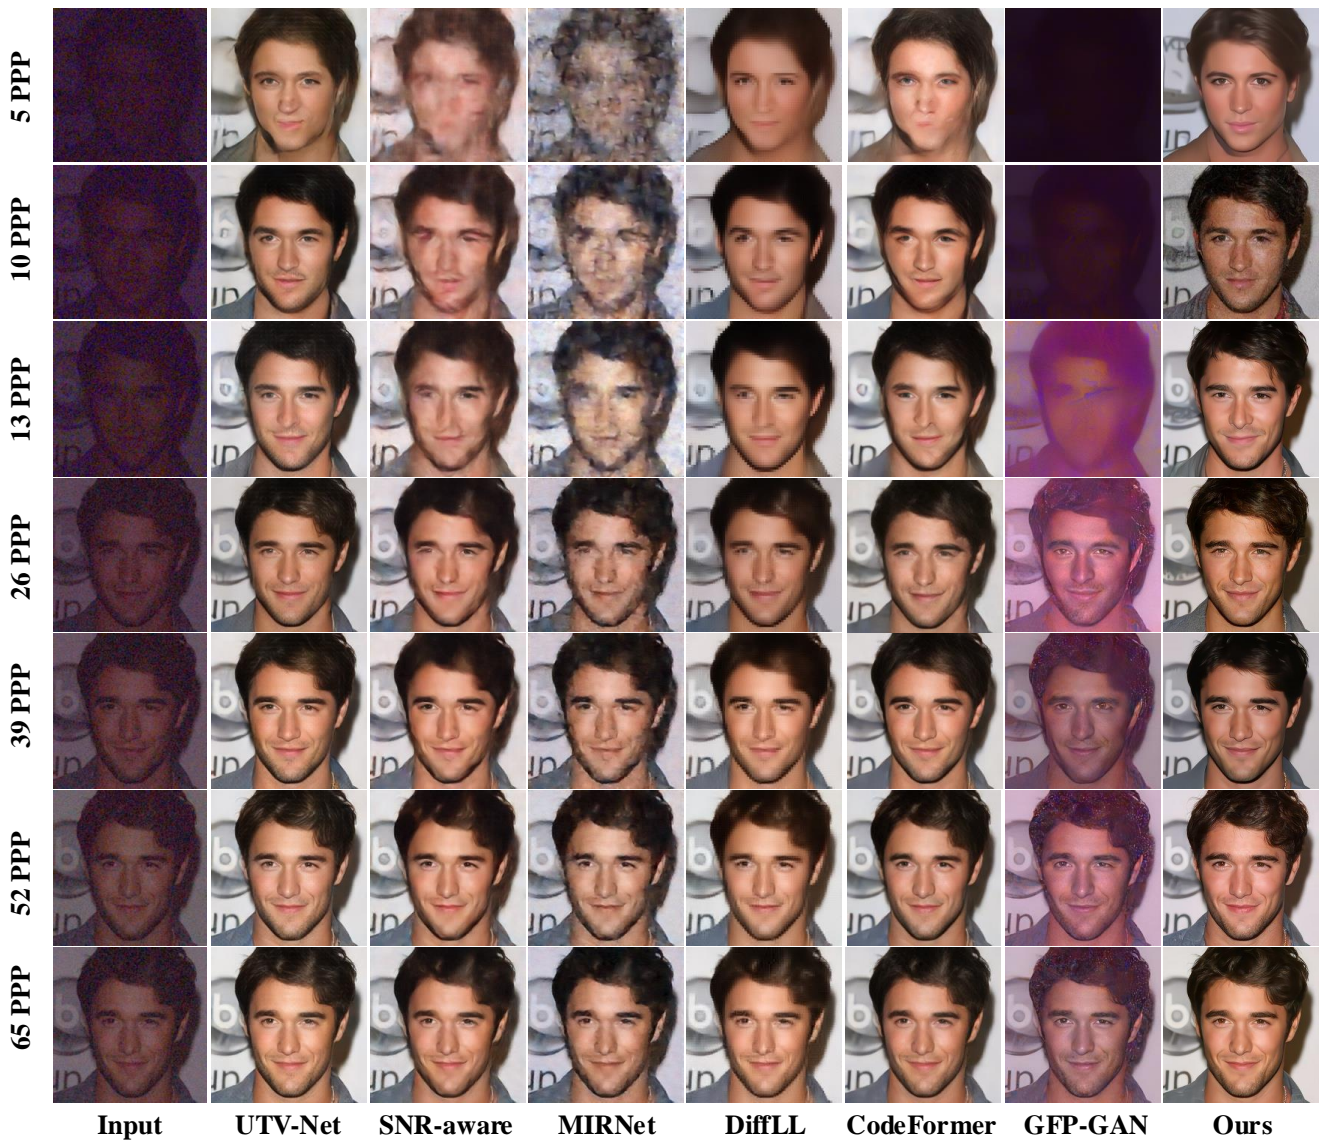 5 PPP
10 PPP
13 PPP
26 PPP
39 PPP
52 PPP
65 PPP
Input UTV-Net SNR-aware MIRNet DiffLL CodeFormer GFP-GAN Ours